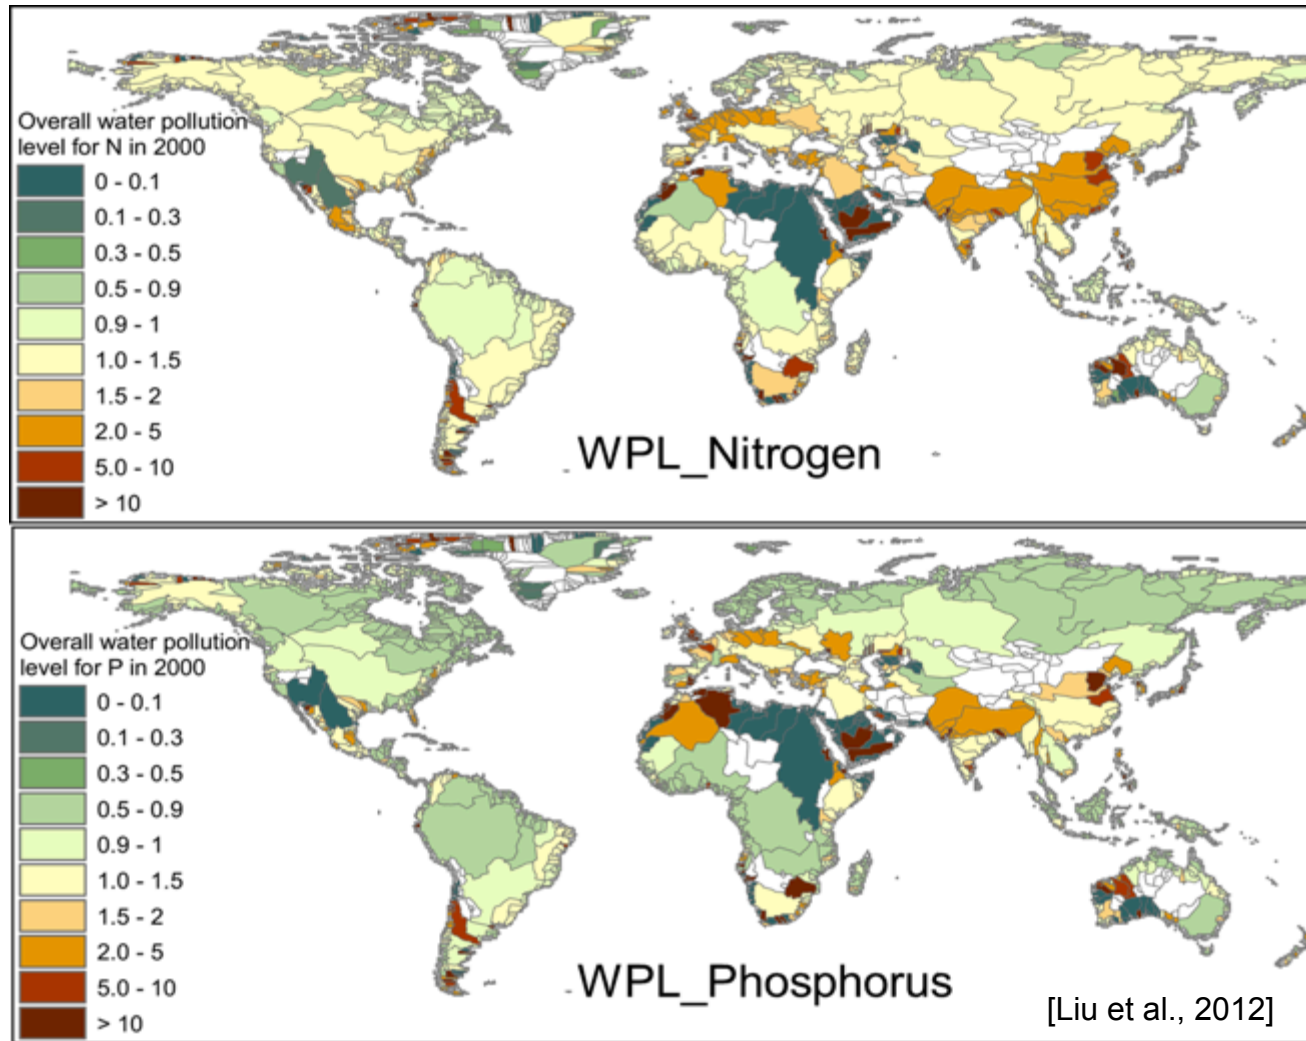 Overall water pollution
level for N in 2000
0 - 0.1
0.1 - 0.3
0.3 - 0.5
0.5 - 0.9
0.9 - 1
1.0 - 1.5
1.5 - 2
2.0 - 5
5.0 - 10
> 10
WPL_Nitrogen
Overall water pollution
level for P in 2000
0 - 0.1
0.1 - 0.3
0.3 - 0.5
0.5 - 0.9
0.9 - 1
1.0 - 1.5
1.5 - 2
2.0 - 5
5.0 - 10
> 10
WPL_Phosphorus
[Liu et al., 2012]